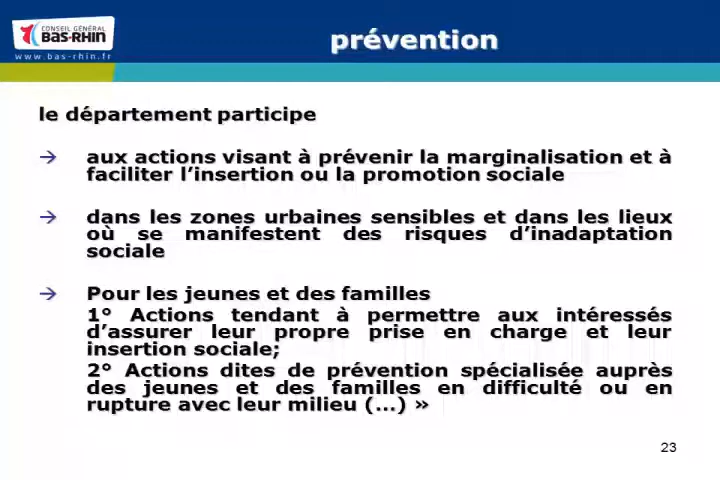 CONSEIL GÉNÉRAL
BAS-RHIN
www.bas-rhin.fr
prévention
le département participe
→ aux actions visant à prévenir la marginalisation et à
faciliter l’insertion ou la promotion sociale
→ dans les zones urbaines sensibles et dans les lieux
où se manifestent des risques d’inadaptation
sociale
→ Pour les jeunes et des familles
1° Actions tendant à permettre aux intéressés
d’assurer leur propre prise en charge et leur
insertion sociale;
2° Actions dites de prévention spécialisée auprès
des jeunes et des familles en difficulté ou en
rupture avec leur milieu (...) »
23